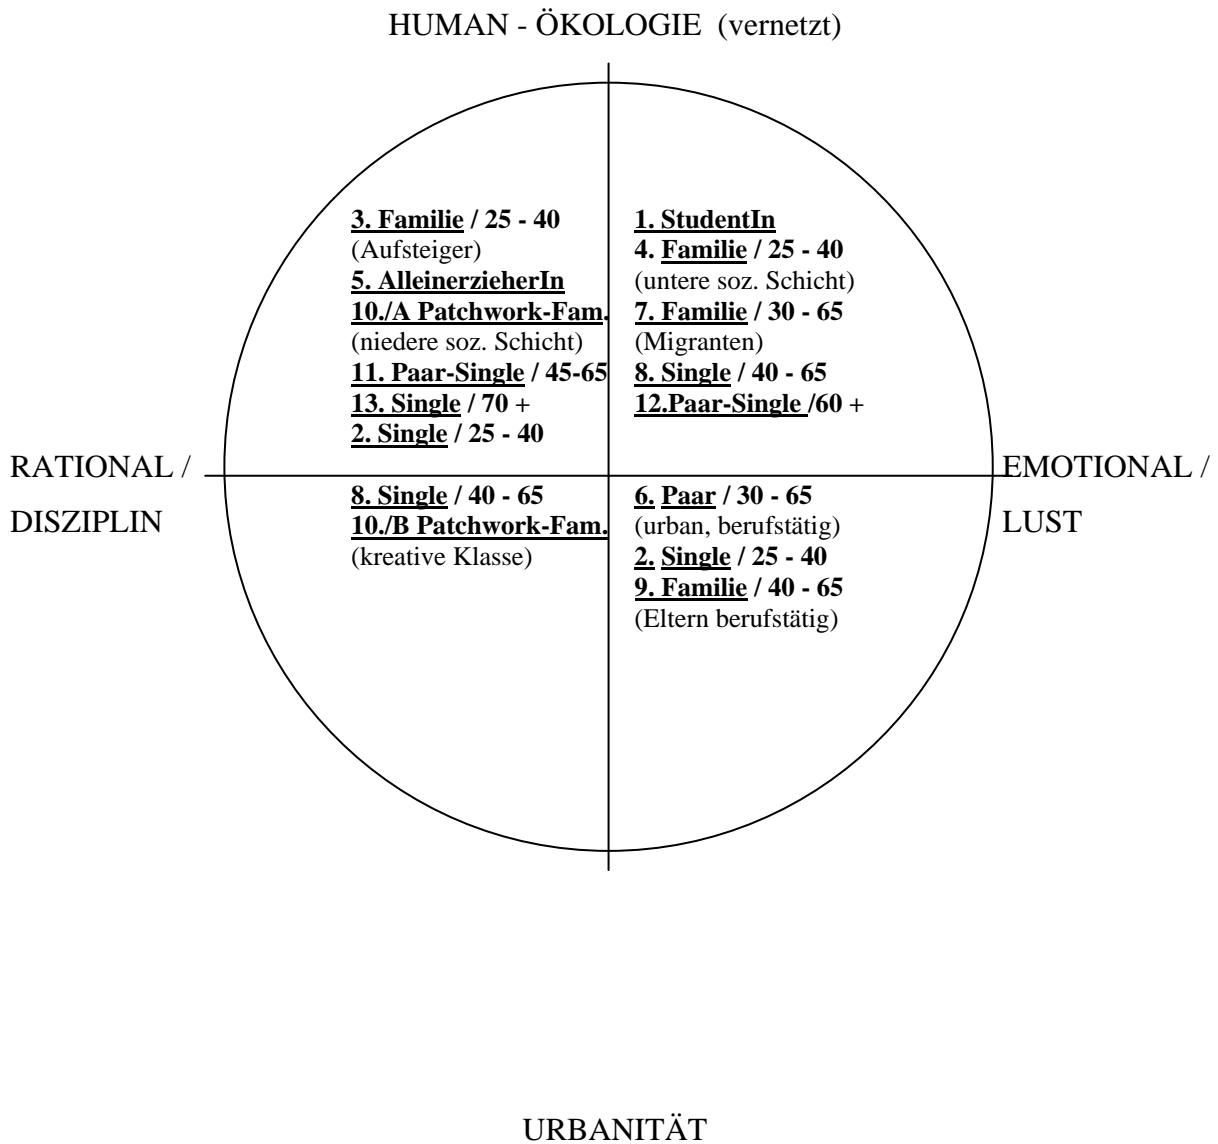 HUMAN - ÖKOLOGIE (vernetzt)
3. Familie / 25 - 40
(Aufsteiger)
5. AlleinerzieherIn
10./A Patchwork-Fam.
(niedere soz. Schicht)
11. Paar-Single / 45-65
13. Single / 70 +
2. Single / 25 - 40
1. StudentIn
4. Familie / 25 - 40
(untere soz. Schicht)
7. Familie / 30 - 65
(Migranten)
8. Single / 40 - 65
12.Paar-Single /60 +
RATIONAL /
DISZIPLIN
EMOTIONAL /
LUST
8. Single / 40 - 65
10./B Patchwork-Fam.
(kreative Klasse)
6. Paar / 30 - 65
(urban, berufstätig)
2. Single / 25 - 40
9. Familie / 40 - 65
(Eltern berufstätig)
URBANITÄT